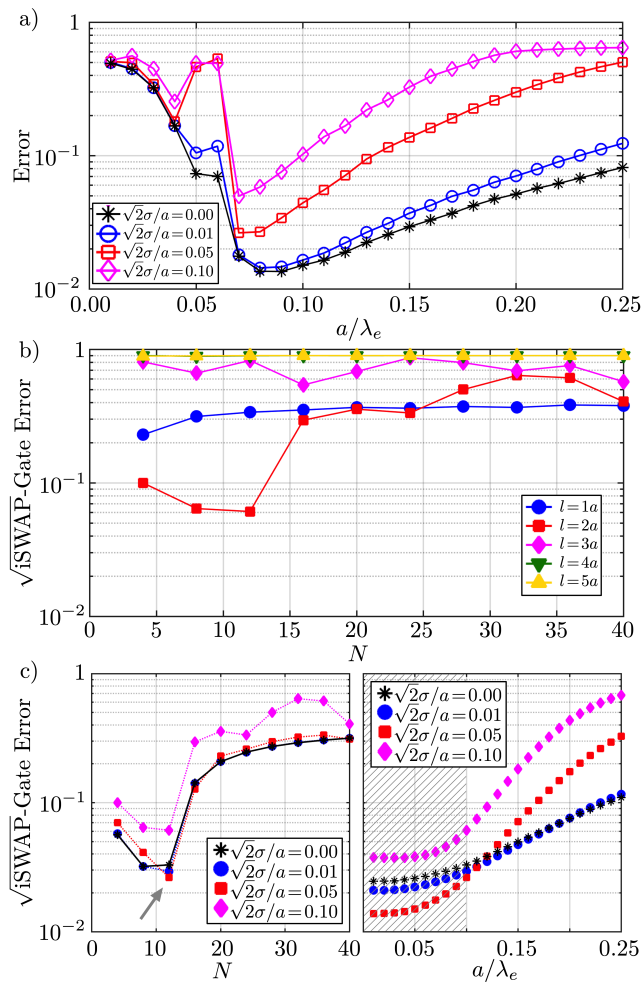 a)
1
10⁻¹
10⁻²
Error
√2σ/a=0.00
√2σ/a=0.01
√2σ/a=0.05
√2σ/a=0.10
0.00 0.05 0.10 0.15 0.20 0.25
a/λₑ
b)
1
10⁻¹
10⁻²
√iSWAP-Gate Error
l=1a
l=2a
l=3a
l=4a
l=5a
0 5 10 15 20 25 30 35 40
N
c)
1
10⁻¹
10⁻²
√iSWAP-Gate Error
√2σ/a=0.00
√2σ/a=0.01
√2σ/a=0.05
√2σ/a=0.10
0 10 20 30 40
N
√2σ/a=0.00
√2σ/a=0.01
√2σ/a=0.05
√2σ/a=0.10
0.05 0.15 0.25
a/λₑ